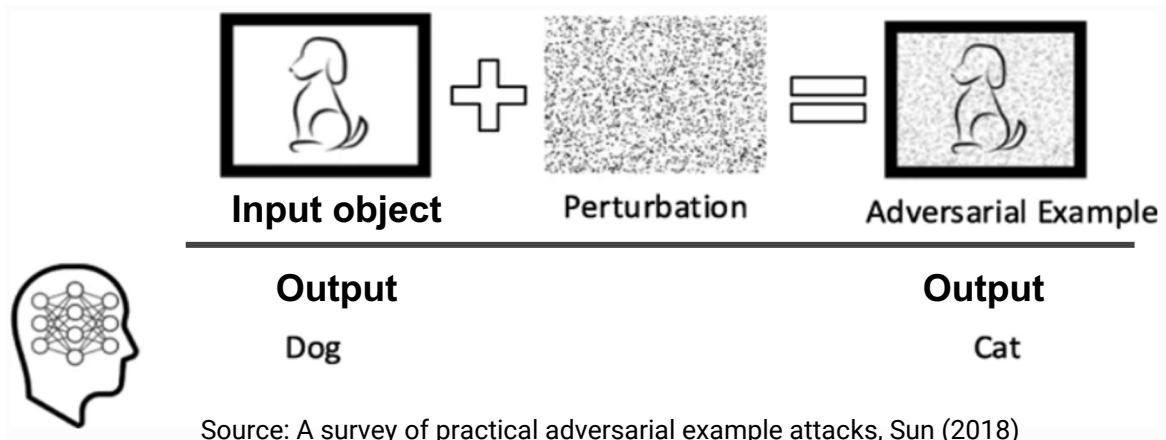 Input object
Perturbation
Adversarial Example
Output
Output
Dog
Cat
Source: A survey of practical adversarial example attacks, Sun (2018)